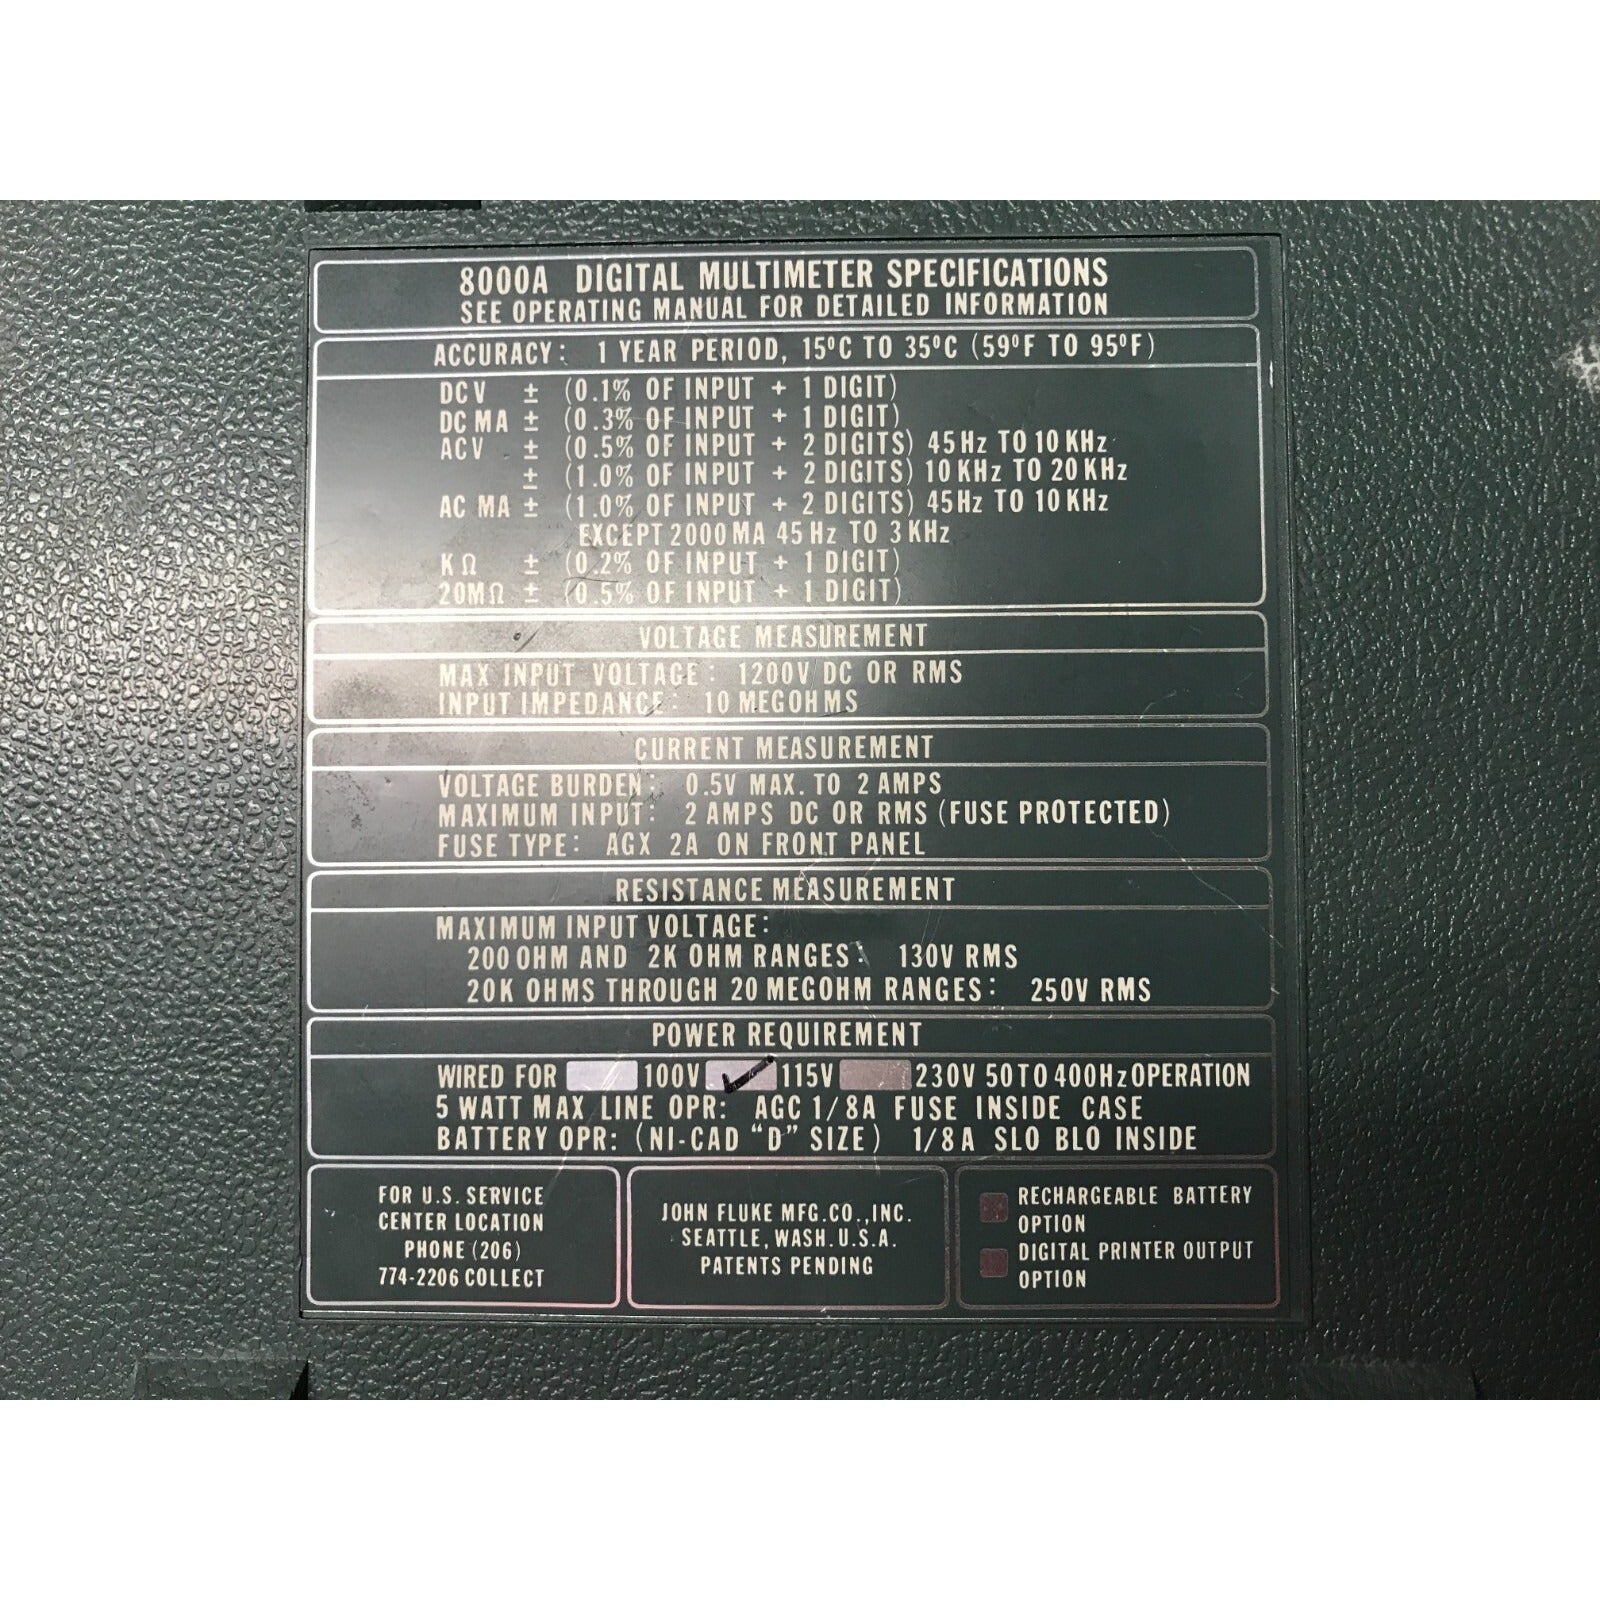 8000A DIGITAL MULTIMETER SPECIFICATIONS
SEE OPERATING MANUAL FOR DETAILED INFORMATION
ACCURACY: 1 YEAR PERIOD, 15°C TO 35°C (59°F TO 95°F)
DC V ± (0.1% OF INPUT + 1 DIGIT)
DC MA ± (0.3% OF INPUT + 1 DIGIT)
AC V ± (0.5% OF INPUT + 2 DIGITS) 45Hz TO 10KHz
± (1.0% OF INPUT + 2 DIGITS) 10KHz TO 20KHz
AC MA ± (1.0% OF INPUT + 2 DIGITS) 45Hz TO 10KHz
EXCEPT 2000MA 45Hz TO 3KHz
KΩ ± (0.2% OF INPUT + 1 DIGIT)
20MΩ ± (0.5% OF INPUT + 1 DIGIT)
VOLTAGE MEASUREMENT
MAX INPUT VOLTAGE: 1200V DC OR RMS
INPUT IMPEDANCE: 10 MEGOHMS
CURRENT MEASUREMENT
VOLTAGE BURDEN: 0.5V MAX. TO 2 AMPS
MAXIMUM INPUT: 2 AMPS DC OR RMS (FUSE PROTECTED)
FUSE TYPE: AGX 2A ON FRONT PANEL
RESISTANCE MEASUREMENT
MAXIMUM INPUT VOLTAGE:
200 OHM AND 2K OHM RANGES: 130V RMS
20K OHMS THROUGH 20 MEGOHM RANGES: 250V RMS
POWER REQUIREMENT
WIRED FOR 100V ✓ 115V 230V 50 TO 400Hz OPERATION
5 WATT MAX LINE OPR: AGC 1/8A FUSE INSIDE CASE
BATTERY OPR: (NI-CAD "D" SIZE) 1/8A SLO BLO INSIDE
FOR U.S. SERVICE
CENTER LOCATION
PHONE (206)
774-2206 COLLECT
JOHN FLUKE MFG.CO.,INC.
SEATTLE, WASH. U.S.A.
PATENTS PENDING
RECHARGEABLE BATTERY
OPTION
DIGITAL PRINTER OUTPUT
OPTION